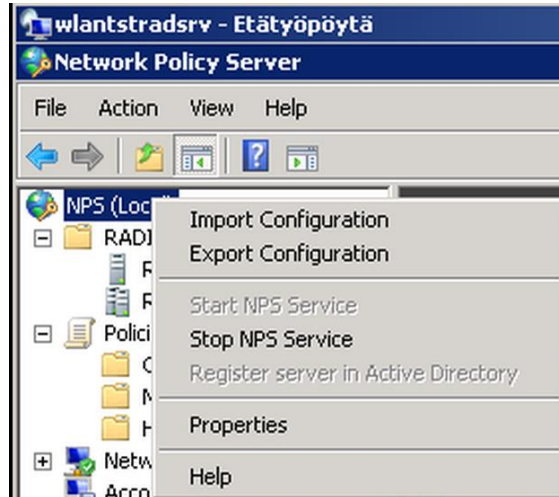 wlantstradsrv - Etätyöpöytä
Network Policy Server
File Action View Help
NPS (Loc
Import Configuration
Export Configuration
RADI
R
R
Start NPS Service
Stop NPS Service
Register server in Active Directory
Polici
C
N
H
Properties
Netw
Help
Acco